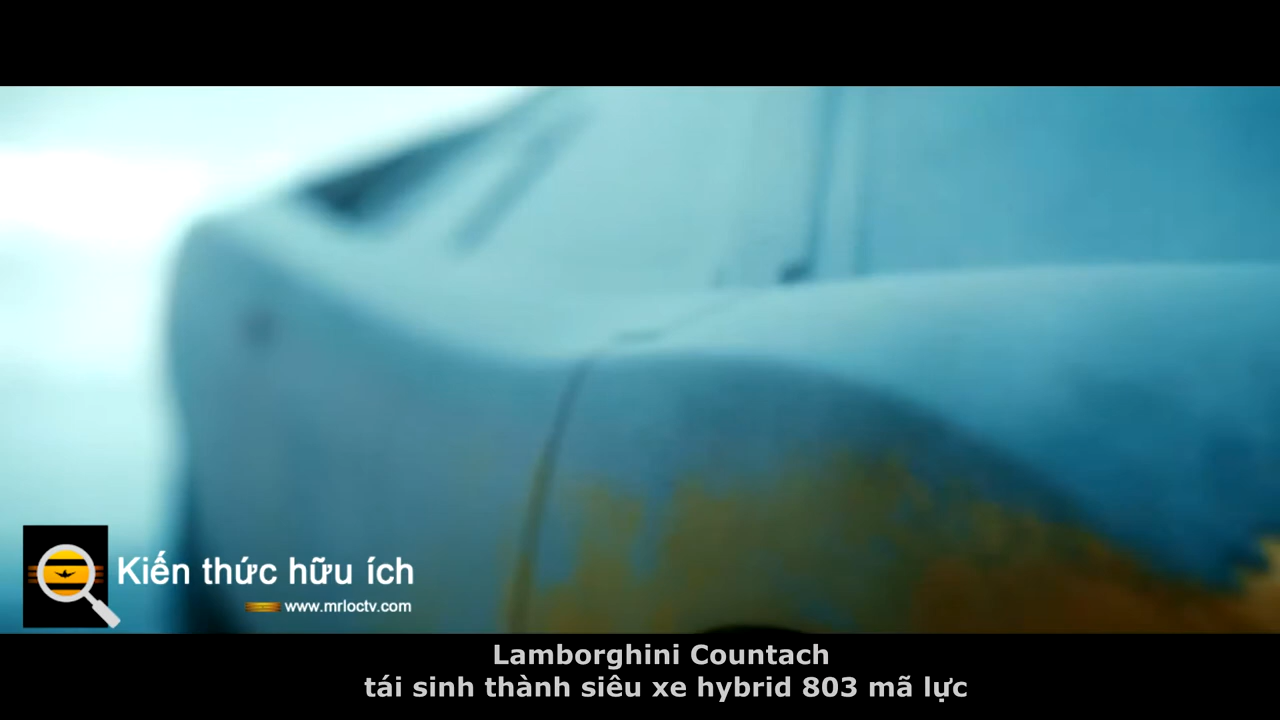 Kiến thức hữu ích
www.mrloctv.com
Lamborghini Countach
tái sinh thành siêu xe hybrid 803 mã lực